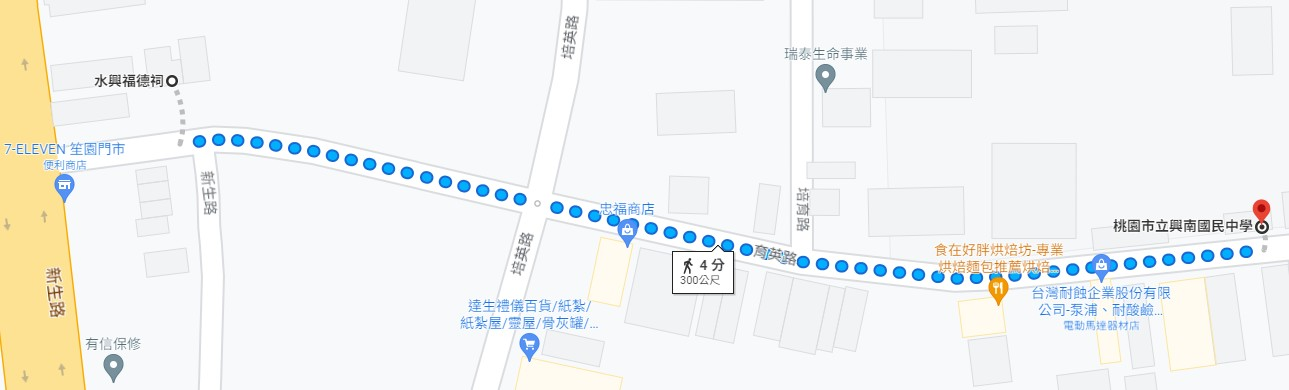 培英路
瑞泰生命事業
水興福德祠
7-ELEVEN 笙園門市
便利商店
新生路
培育路
忠福商店
桃園市立興南國民中學
育英路
食在好胖烘焙坊-專業
烘焙麵包推薦烘焙...
4 分
300公尺
培英路
新生路
台灣耐蝕企業股份有限
公司-泵浦、耐酸鹼...
電動馬達器材店
達生禮儀百貨/紙紮/
紙紮屋/靈屋/骨灰罐/...
有信保修